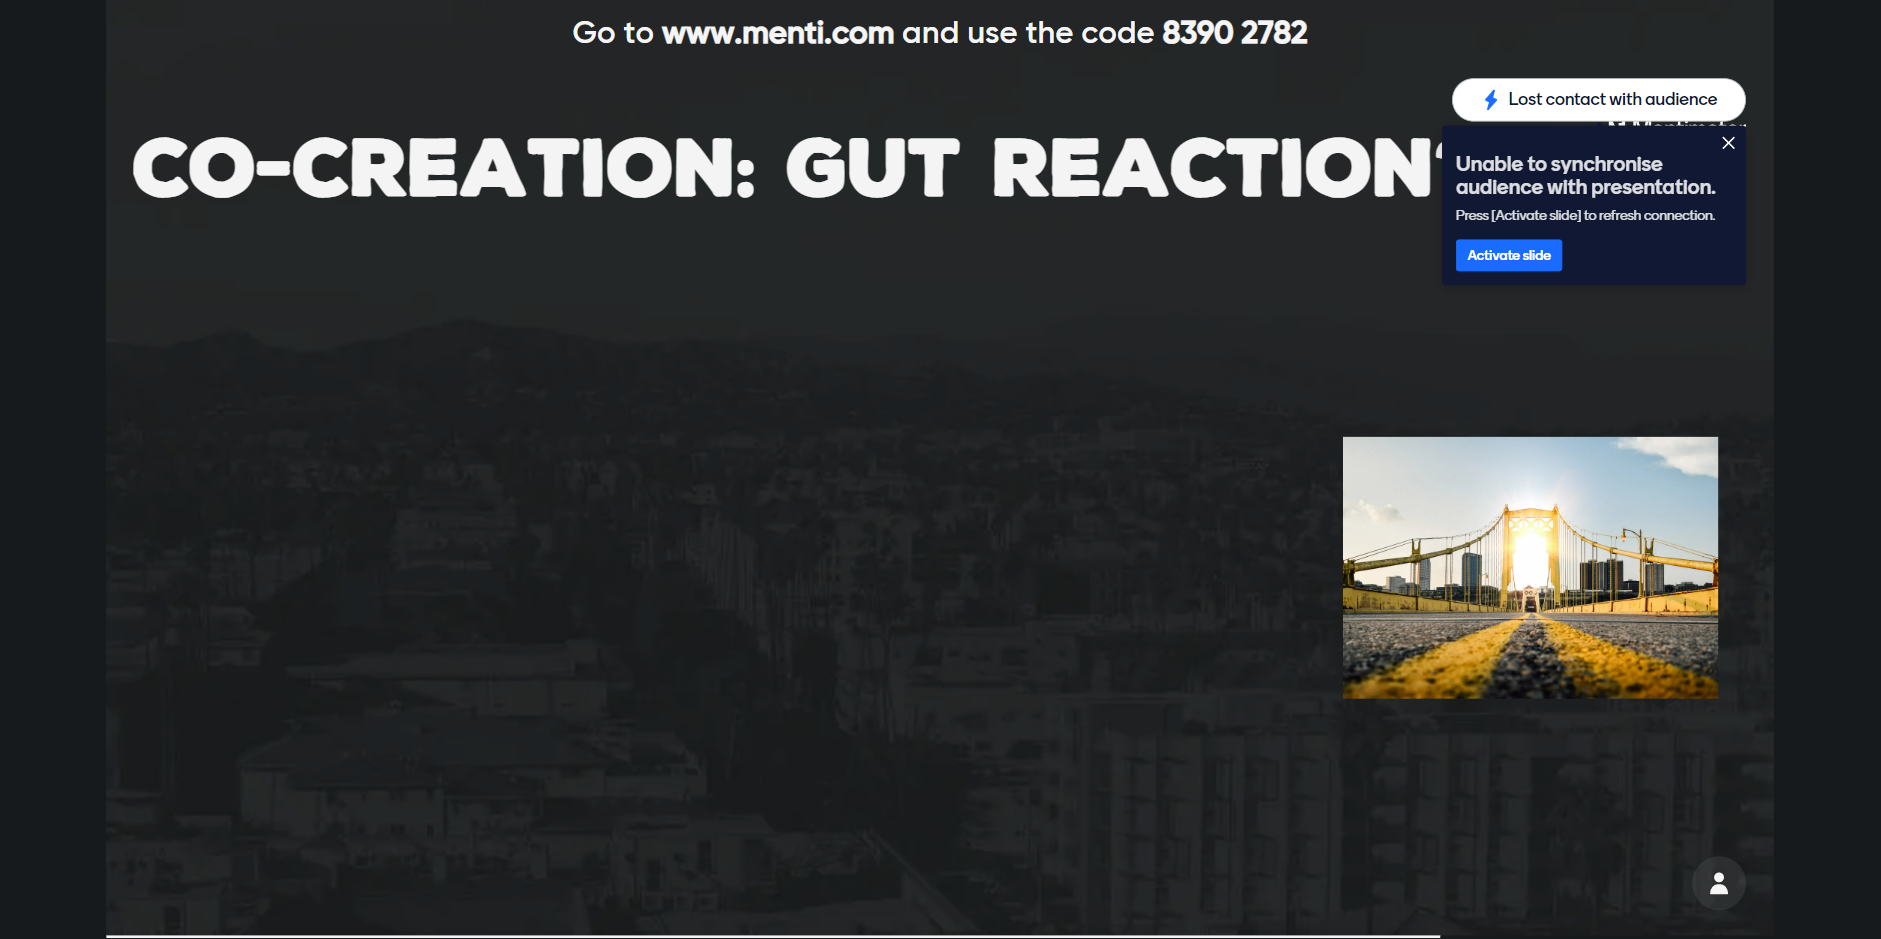 Go to www.menti.com and use the code 8390 2782
Lost contact with audience
CO-CREATION: GUT REACTION
Unable to synchronise
audience with presentation.
Press [Activate slide] to refresh connection.
Activate slide